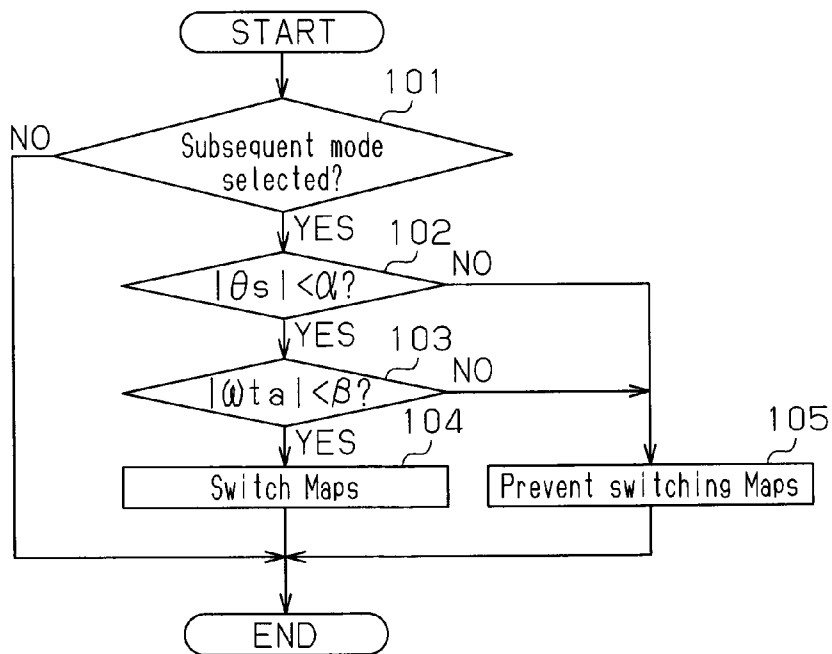 START
101
NO
Subsequent mode
selected?
YES
102
NO
|θs|<α?
YES
103
NO
|ωta|<β?
YES
104
105
Switch Maps
Prevent switching Maps
END